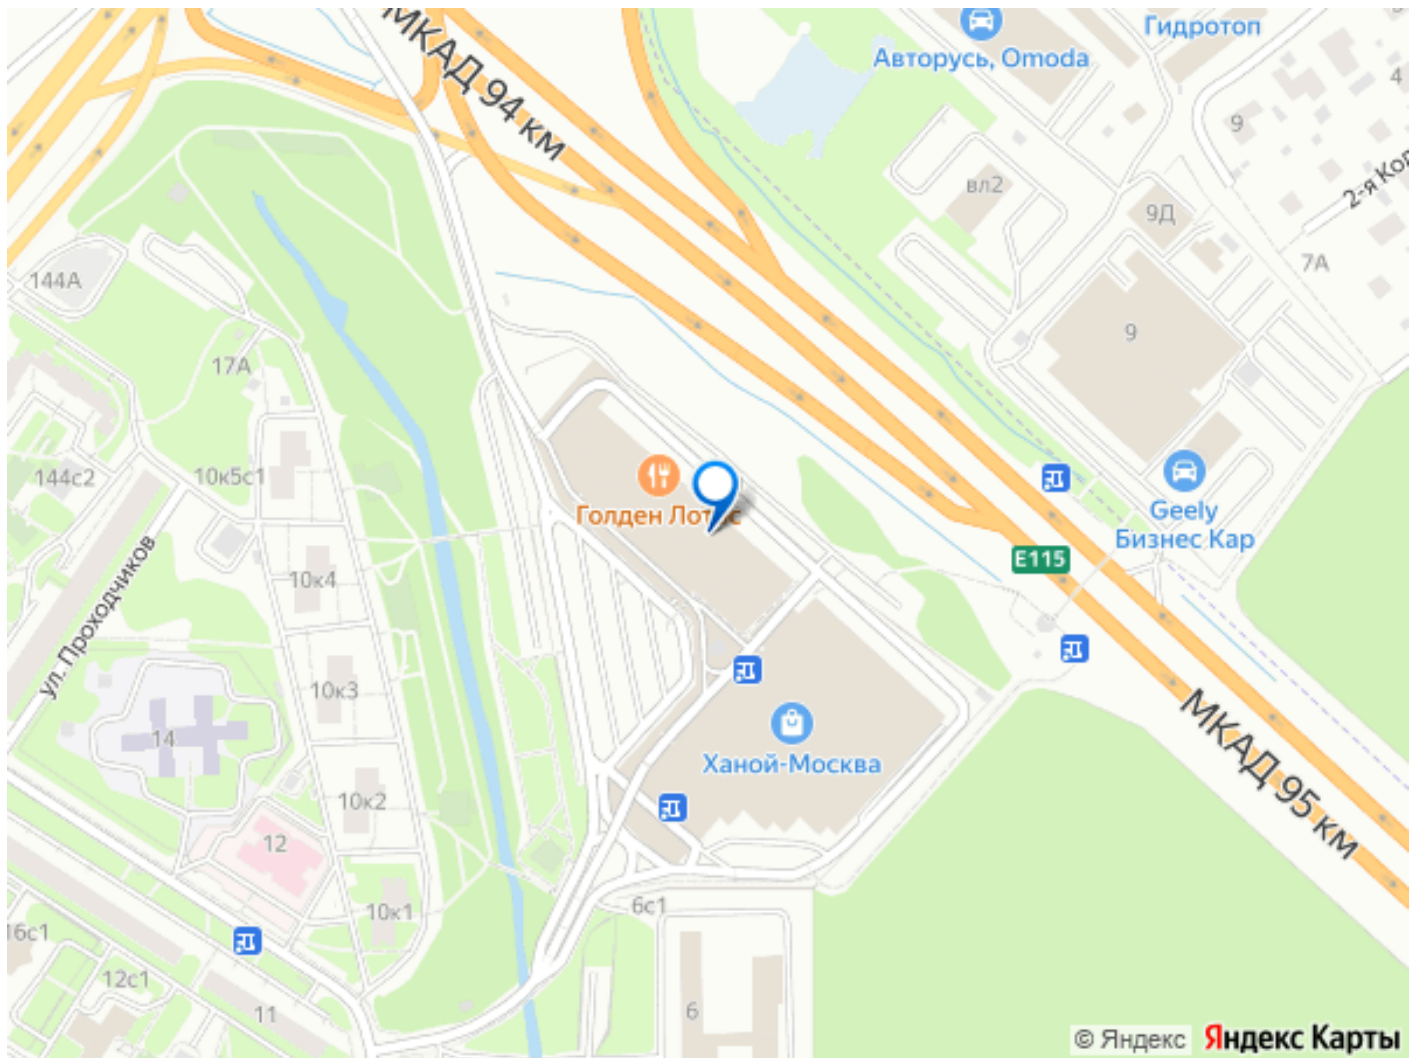 МКАД 94 км
Авторусь, Omoda
Гидротоп
4
9
вл2
2-я Кор
9Д
7А
144А
9
17А
144с2
10к5с1
Голден Лотос
Geely
Бизнес Кар
E115
ул. Проходчиков
10к4
10к3
14
Ханой-Москва
МКАД 95 км
10к2
12
10к1
6с1
16с1
12с1
11
6
© Яндекс
Яндекс Карты